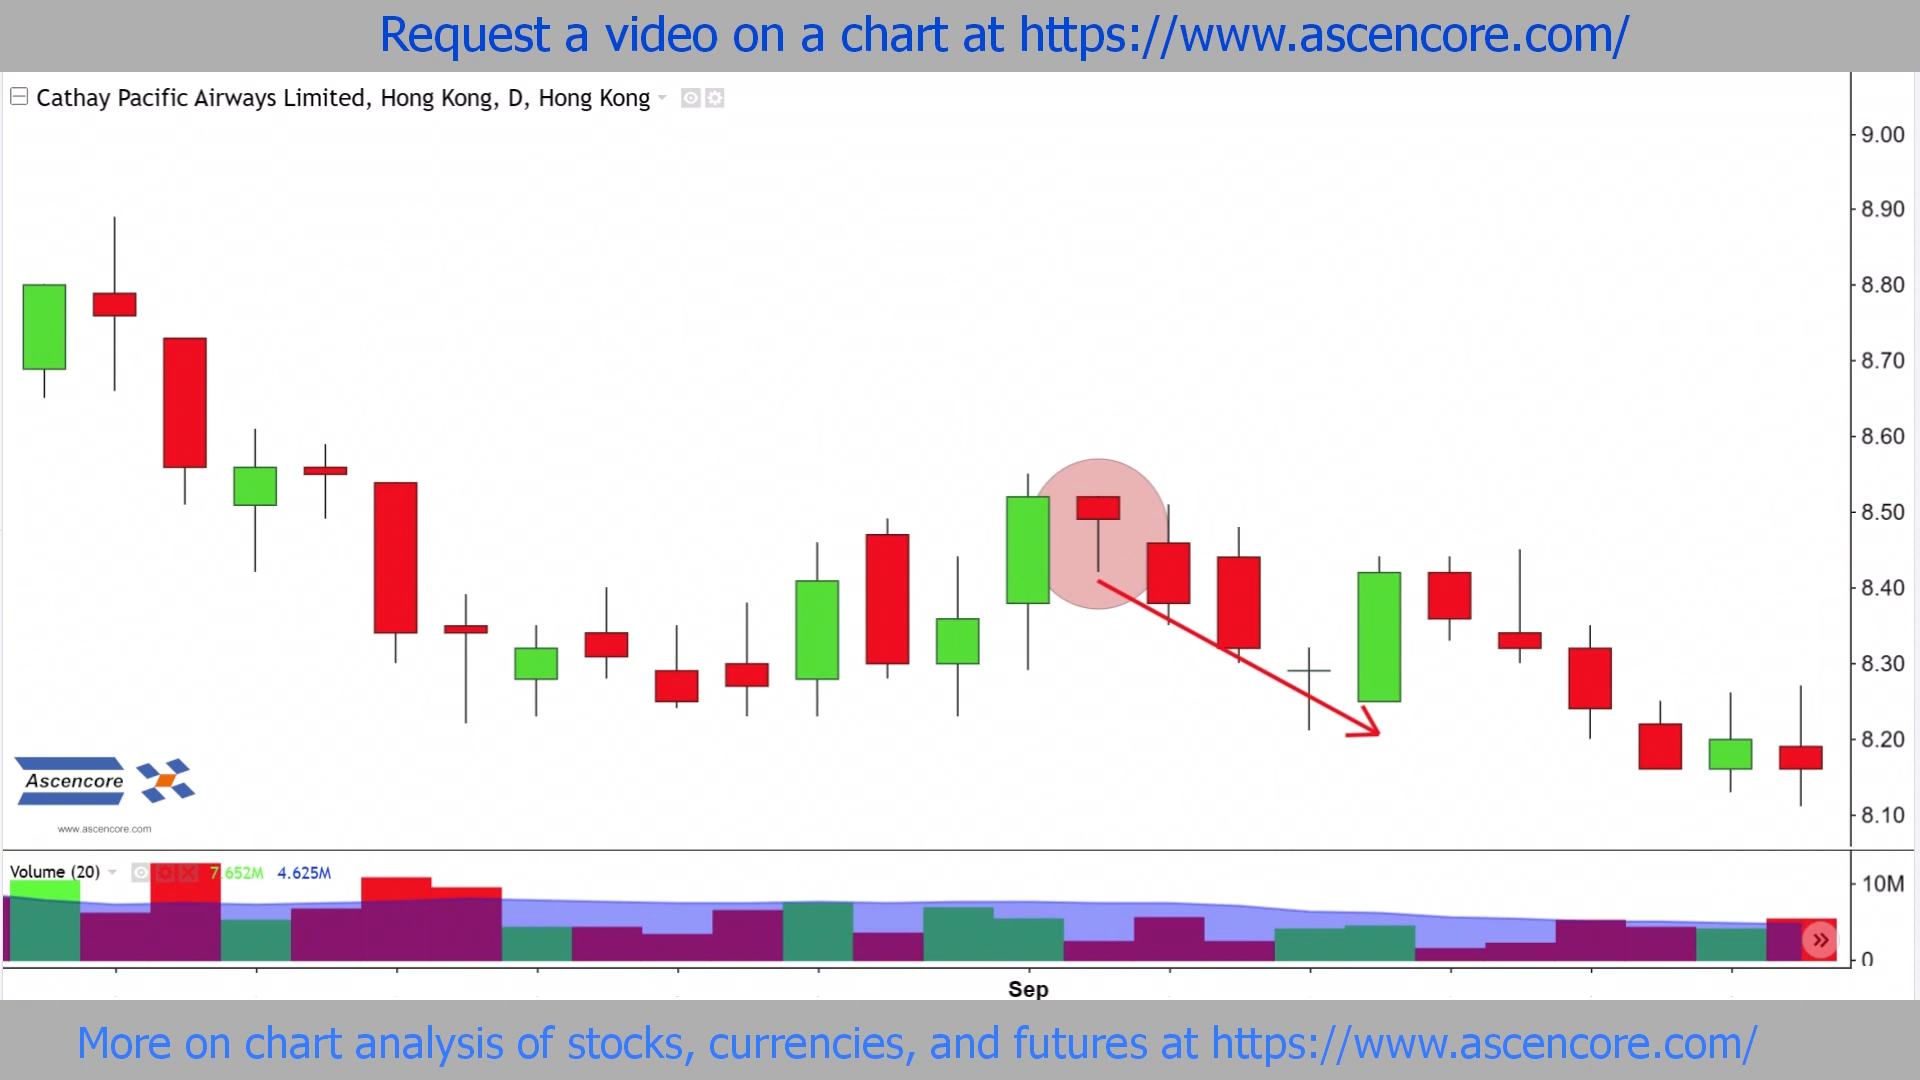 Request a video on a chart at https://www.ascencore.com/
Cathay Pacific Airways Limited, Hong Kong, D, Hong Kong
9.00
8.90
8.80
8.70
8.60
8.50
8.40
8.30
8.20
8.10
Ascencore
www.ascencore.com
Volume (20) 7.652M 4.625M
10M
0
Sep
More on chart analysis of stocks, currencies, and futures at https://www.ascencore.com/